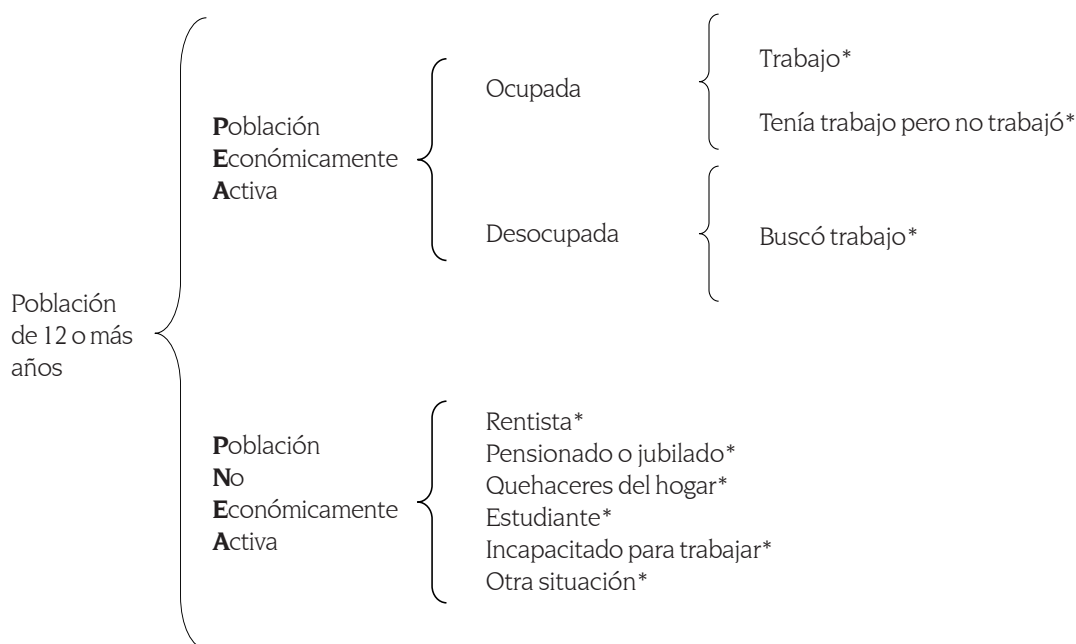 Población
de 12 o más
años
Población
Económicamente
Activa
Ocupada
Trabajo*
Tenía trabajo pero no trabajó*
Desocupada
Buscó trabajo*
Población
No
Económicamente
Activa
Rentista*
Pensionado o jubilado*
Quehaceres del hogar*
Estudiante*
Incapacitado para trabajar*
Otra situación*